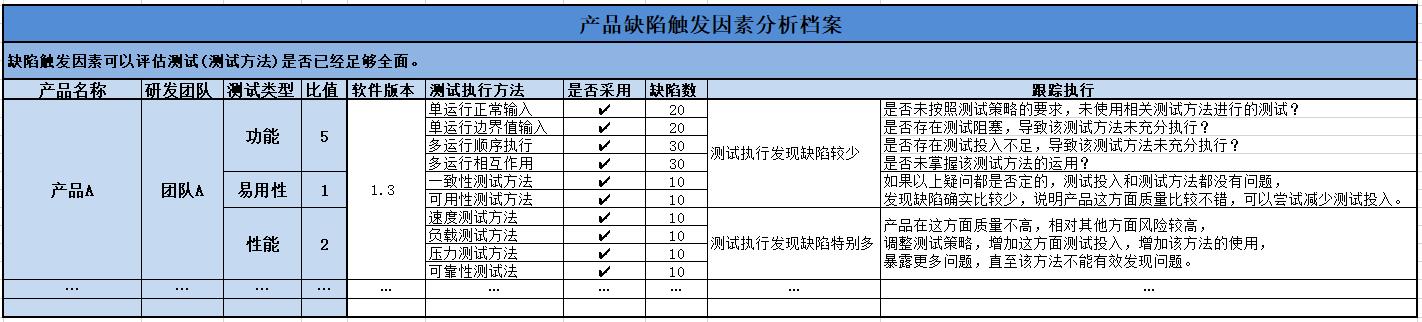 产品缺陷触发因素分析档案
缺陷触发因素可以评估测试(测试方法)是否已经足够全面。
产品名称 研发团队 测试类型 比值 软件版本 测试执行方法 是否采用 缺陷数 跟踪执行
产品A 团队A 1.3
功能 5
单运行正常输入 ✔ 20
单运行边界值输入 ✔ 20
多运行顺序执行 ✔ 30
多运行相互作用 ✔ 30
易用性 1
一致性测试方法 ✔ 10
可用性测试方法 ✔ 10
性能 2
速度测试方法 ✔ 10
负载测试方法 ✔ 10
压力测试方法 ✔ 10
可靠性测试法 ✔ 10
测试执行发现缺陷较少
是否未按照测试策略的要求，未使用相关测试方法进行的测试？
是否存在测试阻塞，导致该测试方法未充分执行？
是否存在测试投入不足，导致该测试方法未充分执行？
是否未掌握该测试方法的运用？
如果以上疑问都是否定的，测试投入和测试方法都没有问题，
发现缺陷确实比较少，说明产品这方面质量比较不错，可以尝试减少测试投入。
测试执行发现缺陷特别多
产品在这方面质量不高，相对其他方面风险较高，
调整测试策略，增加这方面测试投入，增加该方法的使用，
暴露更多问题，直至该方法不能有效发现问题。
… … … … … … … … … …